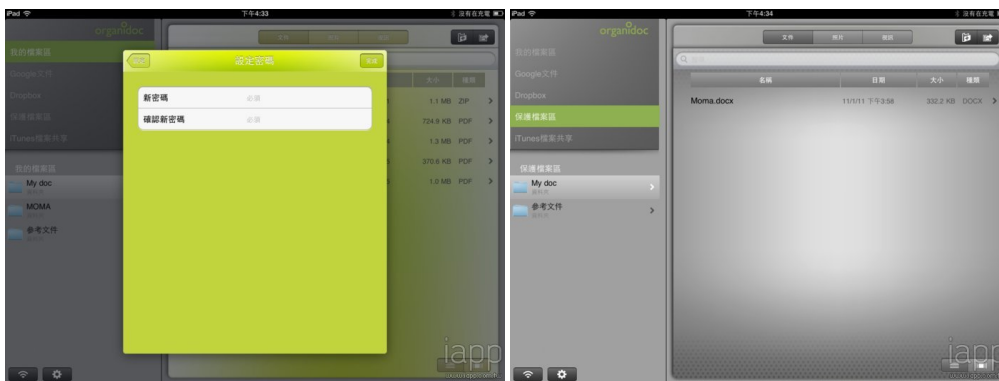 iPad
下午4:33
沒有在充電
organidoc
我的檔案區
Google文件
Dropbox
保護檔案區
iTunes檔案共享
我的檔案區
My doc
MOMA
參考文件
設定密碼
完成
新密碼
必須
確認新密碼
必須
大小
種類
1.1 MB ZIP
724.9 KB PDF
1.3 MB PDF
370.8 KB PDF
1.0 MB PDF
iapp
iPad
下午4:34
沒有在充電
organidoc
我的檔案區
Google文件
Dropbox
保護檔案區
iTunes檔案共享
保護檔案區
My doc
參考文件
文件
照片
視訊
名稱
日期
大小
種類
Moma.docx
11/1/11 下午3:56
332.2 KB
DOCX
iapp